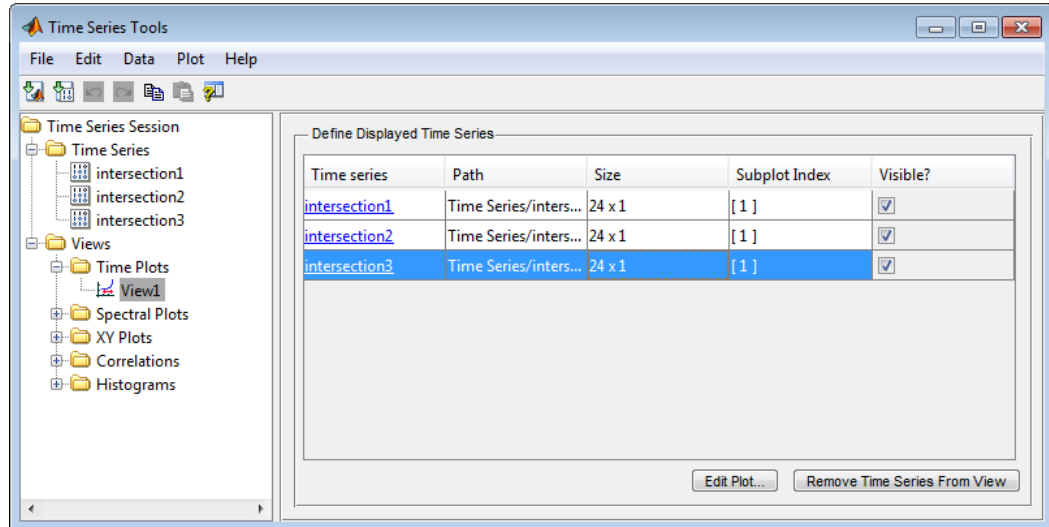 Time Series Tools
File Edit Data Plot Help
Time Series Session
Time Series
intersection1
intersection2
intersection3
Views
Time Plots
View1
Spectral Plots
XY Plots
Correlations
Histograms
Define Displayed Time Series
Time series Path Size Subplot Index Visible?
intersection1 Time Series/inters... 24 x 1 [ 1 ]
intersection2 Time Series/inters... 24 x 1 [ 1 ]
intersection3 Time Series/inters... 24 x 1 [ 1 ]
Edit Plot... Remove Time Series From View